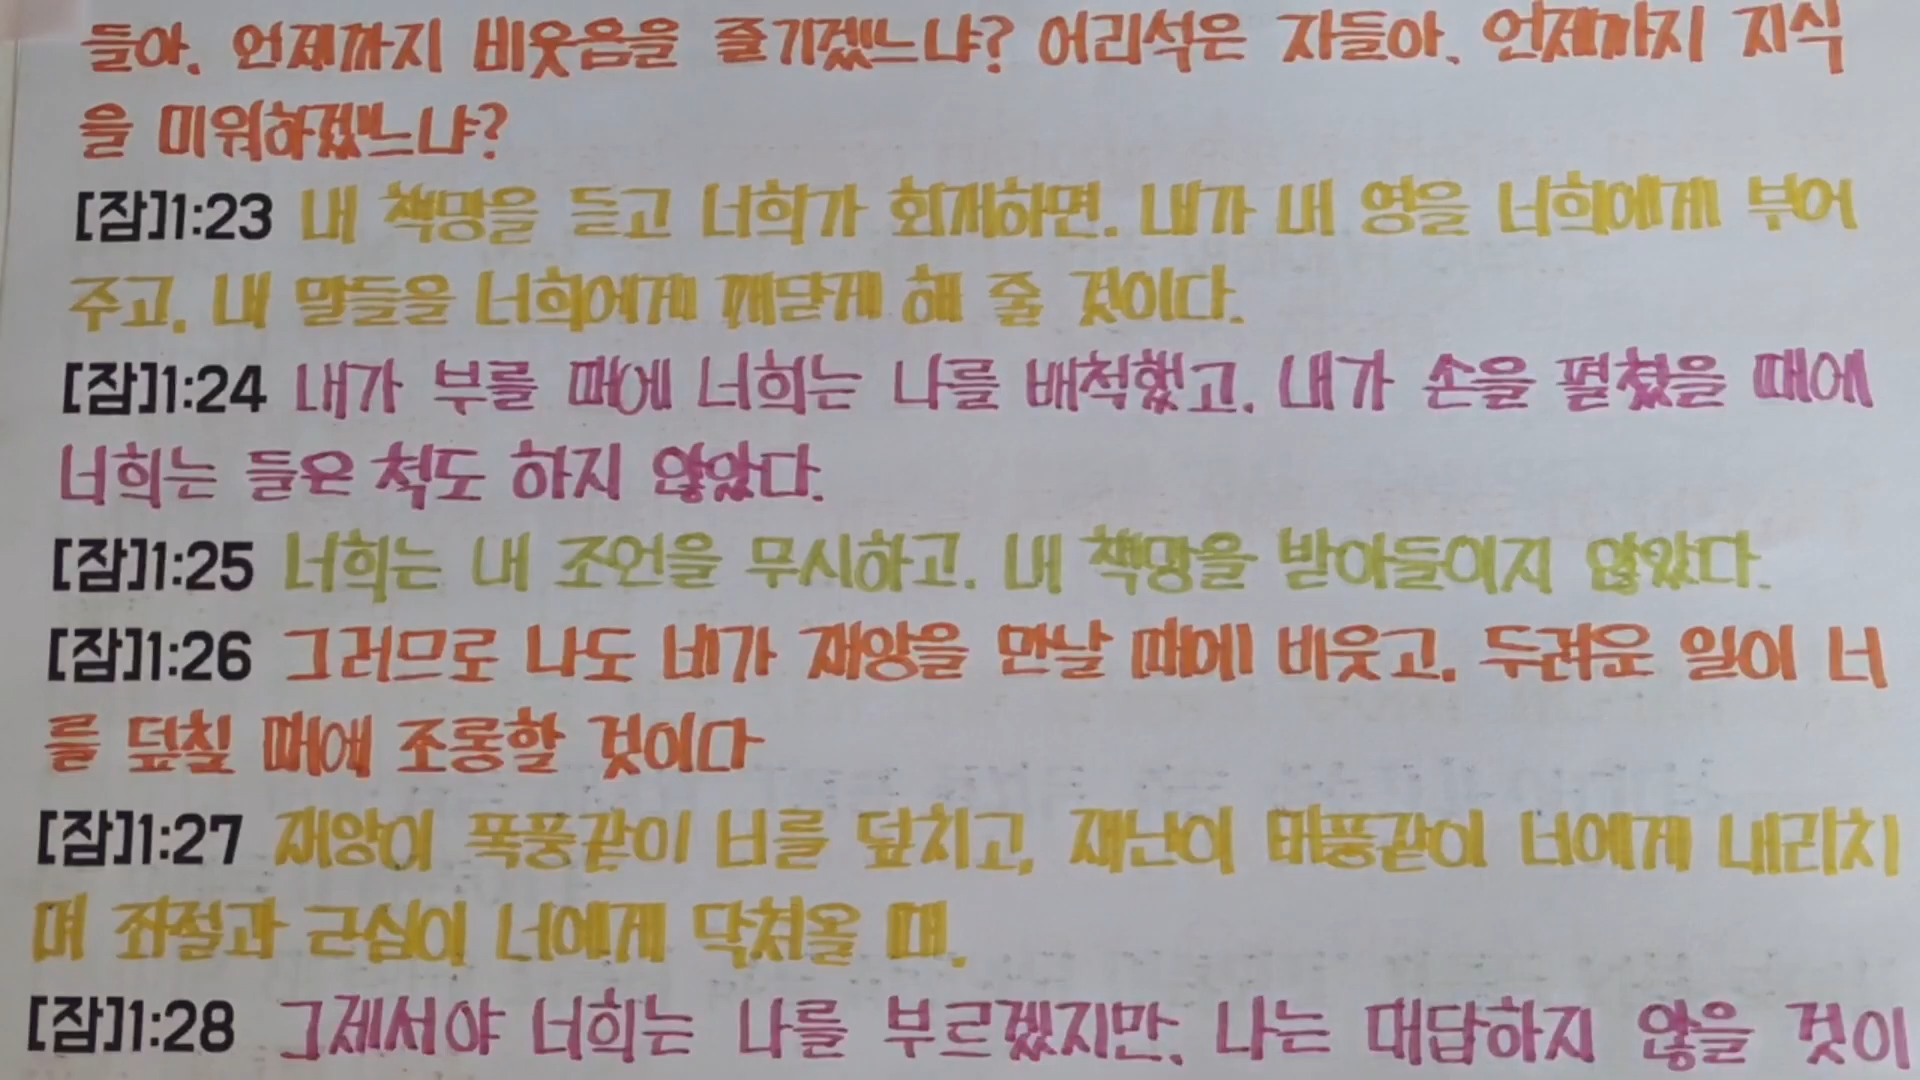 들아, 언제까지 비웃음을 즐기겠느냐? 어리석은 자들아, 언제까지 지식
을 미워하겠느냐?
[잠]1:23 내 책망을 듣고 너희가 회개하면, 내가 내 영을 너희에게 부어
주고, 내 말들을 너희에게 깨닫게 해 줄 것이다.
[잠]1:24 내가 부를 때에 너희는 나를 배척했고, 내가 손을 펼쳤을 때에
너희는 들은 척도 하지 않았다.
[잠]1:25 너희는 내 조언을 무시하고, 내 책망을 받아들이지 않았다.
[잠]1:26 그러므로 나도 네가 재앙을 만날 때에 비웃고, 두려운 일이 너
를 덮칠 때에 조롱할 것이다
[잠]1:27 재앙이 폭풍같이 너를 덮치고, 재난이 태풍같이 너에게 내리치
며 좌절과 근심이 너에게 닥쳐올 때,
[잠]1:28 그제서야 너희는 나를 부르겠지만, 나는 대답하지 않을 것이